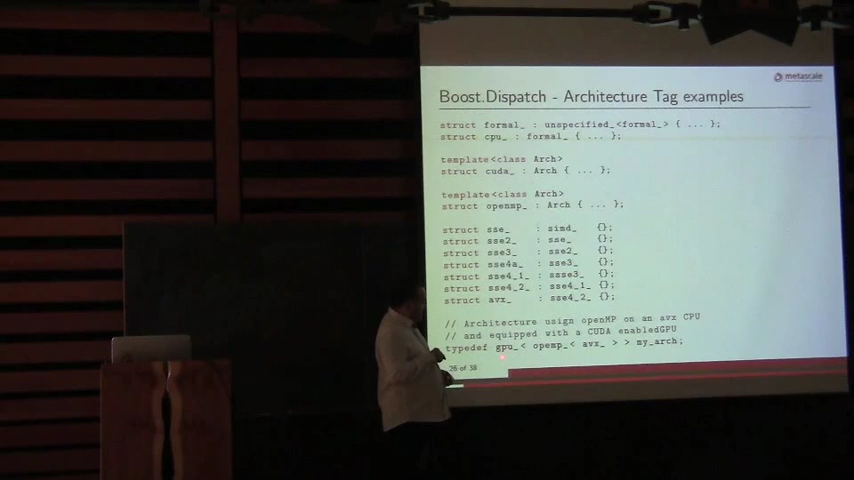 metascale
Boost.Dispatch - Architecture Tag examples
struct formal_ : unspecified_<formal_> { ... };
struct cpu_ : formal_ { ... };
template<class Arch>
struct cuda_ : Arch { ... };
template<class Arch>
struct openmp_ : Arch { ... };
struct sse_ : simd_ {};
struct sse2_ : sse_ {};
struct sse3_ : sse2_ {};
struct sse4a_ : sse3_ {};
struct sse4_1_ : ssse3_ {};
struct sse4_2_ : sse4_1_ {};
struct avx_ : sse4_2_ {};
// Architecture usign openMP on an avx CPU
// and equipped with a CUDA enabledGPU
typedef gpu_< opemp_< avx_ > > my_arch;
26 of 38